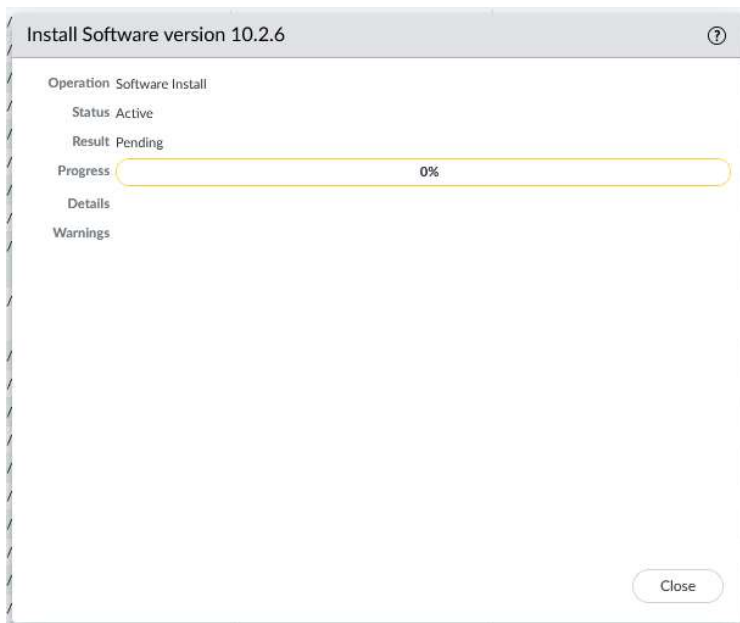 Install Software version 10.2.6
?
Operation Software Install
Status Active
Result Pending
Progress 0%
Details
Warnings
Close